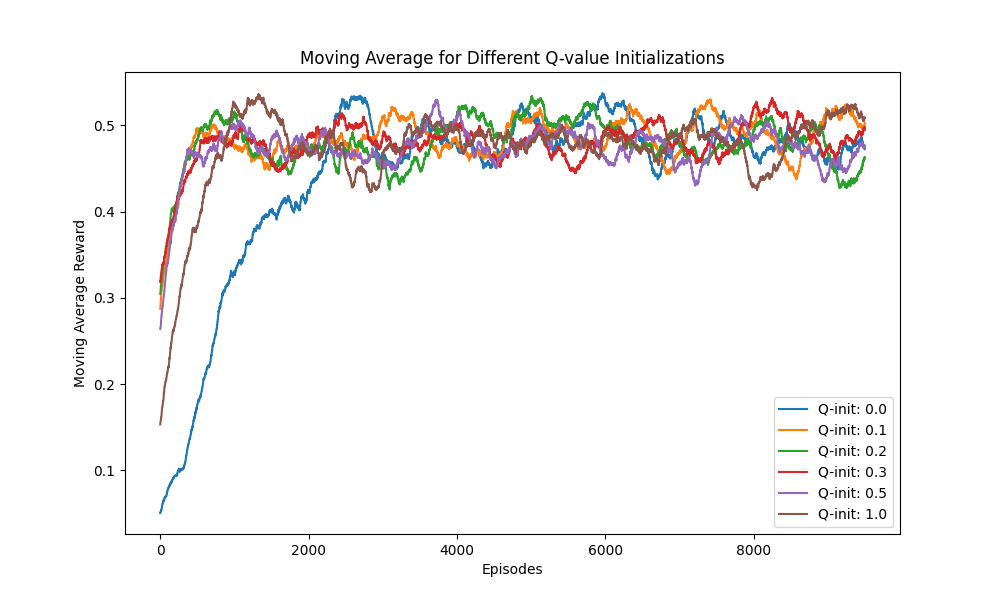 Moving Average for Different Q-value Initializations
Moving Average Reward
0.5
0.4
0.3
0.2
0.1
0
2000
4000
6000
8000
Episodes
Q-init: 0.0
Q-init: 0.1
Q-init: 0.2
Q-init: 0.3
Q-init: 0.5
Q-init: 1.0